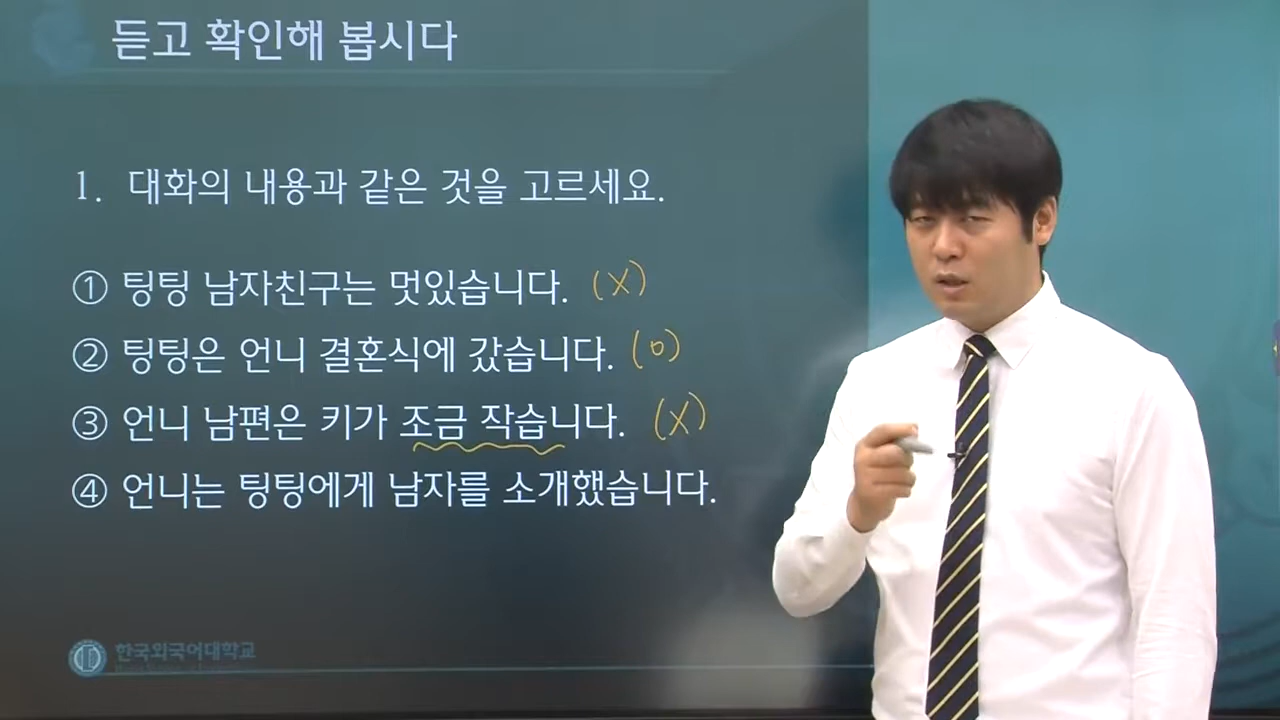 듣고 확인해 봅시다
1. 대화의 내용과 같은 것을 고르세요.
① 팅팅 남자친구는 멋있습니다. (X)
② 팅팅은 언니 결혼식에 갔습니다. (O)
③ 언니 남편은 키가 조금 작습니다. (X)
④ 언니는 팅팅에게 남자를 소개했습니다.
한국외국어대학교